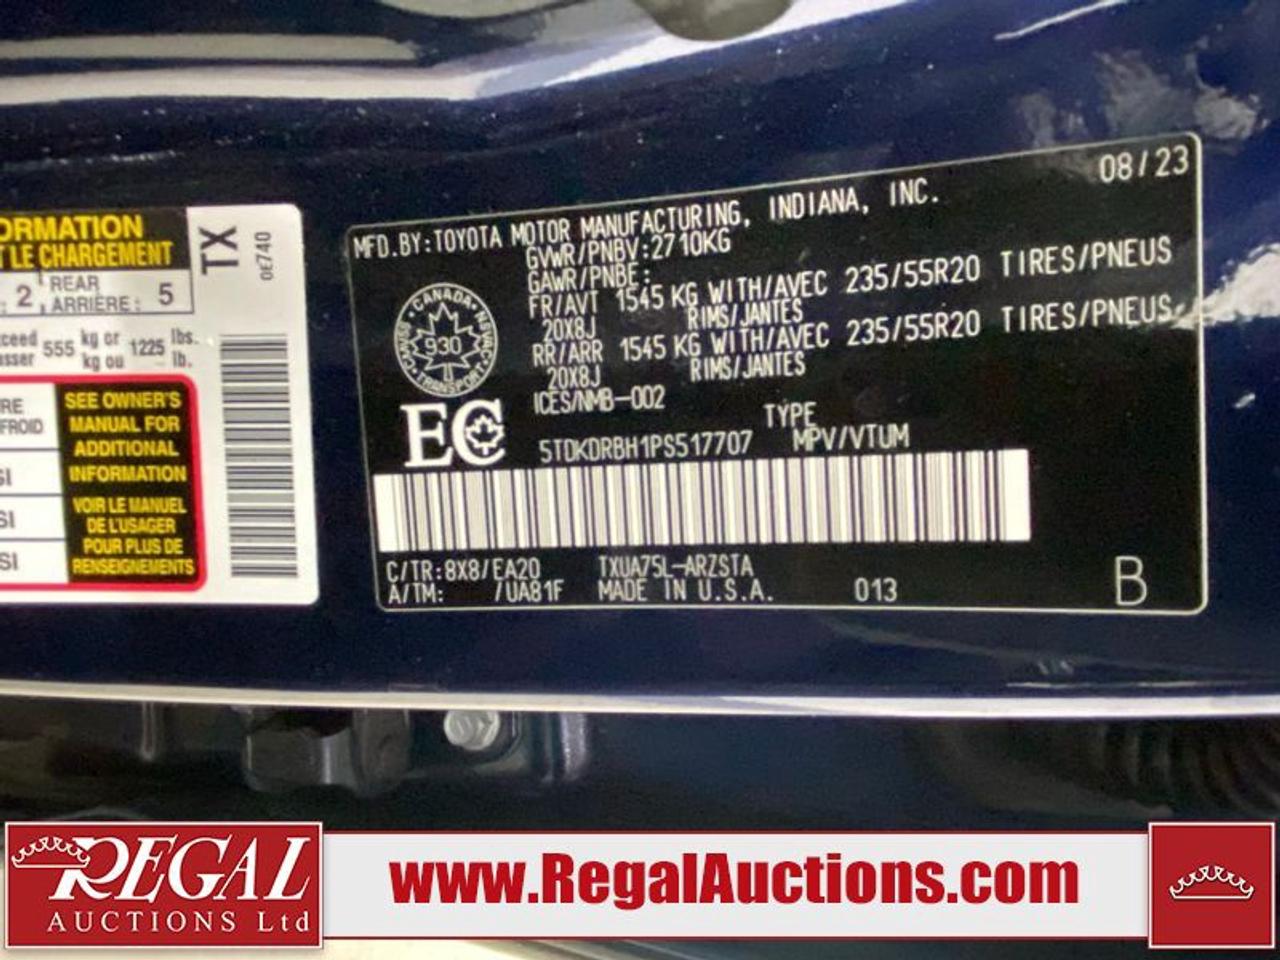 ORMATION
T LE CHARGEMENT
TX
0E740
: 2 REAR ARRIÈRE : 5
ceed 555 kg or 1225 lbs.
asser kg ou lb.
RE
FROID
SI
SI
SI
SEE OWNER'S
MANUAL FOR
ADDITIONAL
INFORMATION
VOIR LE MANUEL
DE L'USAGER
POUR PLUS DE
RENSEIGNEMENTS
08/23
MFD.BY:TOYOTA MOTOR MANUFACTURING, INDIANA, INC.
GVWR/PNBV:2710KG
GAWR/PNBE:
FR/AVT 1545 KG WITH/AVEC 235/55R20 TIRES/PNEUS
20X8J RIMS/JANTES
RR/ARR 1545 KG WITH/AVEC 235/55R20 TIRES/PNEUS
20X8J RIMS/JANTES
ICES/NMB-002
CANADA
930
TRANSPORT
EC
TYPE
5TDKDRBH1PS517707 MPV/VTUM
C/TR:8X8/EA20 TXUA75L-ARZSTA
A/TM: /UA81F MADE IN U.S.A. 013
B
REGAL
AUCTIONS Ltd
www.RegalAuctions.com